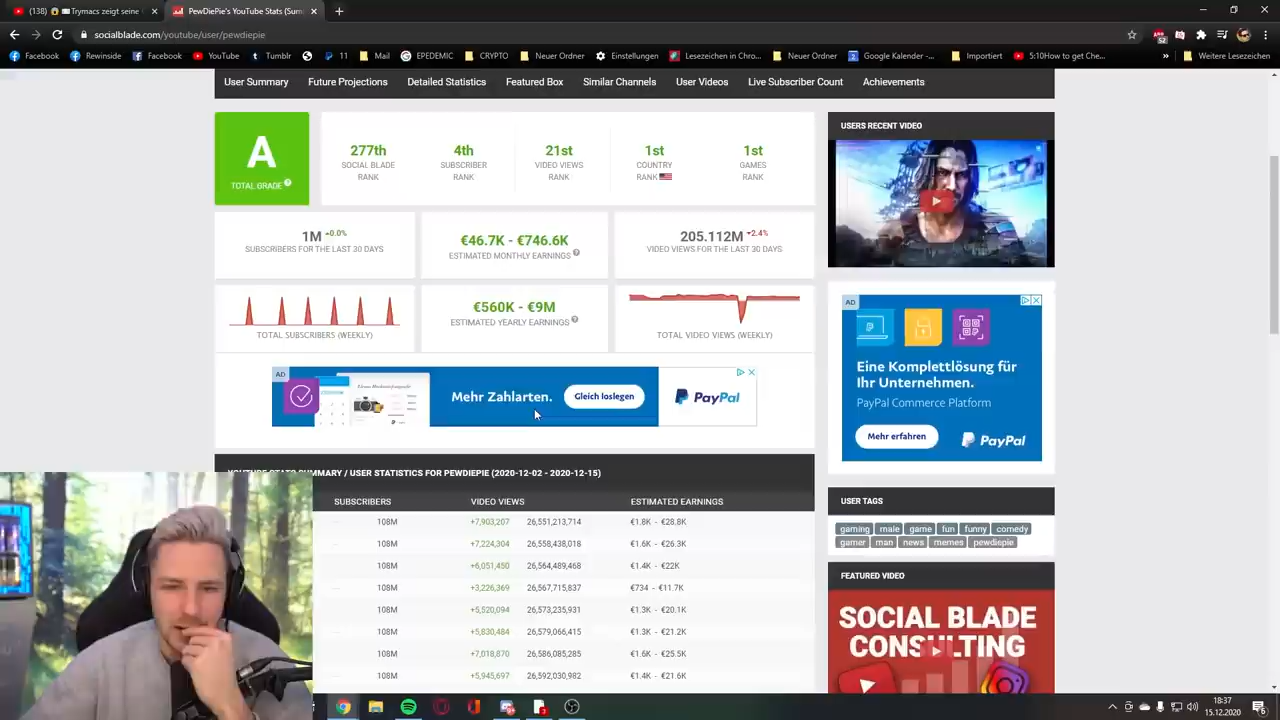 (138) Trymacs zeigt seine
PewDiePie's YouTube Stats (Sum
socialblade.com/youtube/user/pewdiepie
Facebook Rewinside Facebook YouTube Tumblr 11 Mail EPEDEMIC CRYPTO Neuer Ordner Einstellungen Lesezeichen in Chro... Neuer Ordner Google Kalender -... Importiert 5:10How to get Che... » Weitere Lesezeichen
User Summary Future Projections Detailed Statistics Featured Box Similar Channels User Videos Live Subscriber Count Achievements
A
TOTAL GRADE
277th
SOCIAL BLADE
RANK
4th
SUBSCRIBER
RANK
21st
VIDEO VIEWS
RANK
1st
COUNTRY
RANK
1st
GAMES
RANK
1M 0.0%
SUBSCRIBERS FOR THE LAST 30 DAYS
€46.7K - €746.6K
ESTIMATED MONTHLY EARNINGS
205.112M 2.4%
VIDEO VIEWS FOR THE LAST 30 DAYS
TOTAL SUBSCRIBERS (WEEKLY)
€560K - €9M
ESTIMATED YEARLY EARNINGS
TOTAL VIDEO VIEWS (WEEKLY)
AD
Mehr Zahlarten.
Gleich loslegen
PayPal
YOUTUBE STATS SUMMARY / USER STATISTICS FOR PEWDIEPIE (2020-12-02 - 2020-12-15)
SUBSCRIBERS VIDEO VIEWS ESTIMATED EARNINGS
108M +7,903,207 26,551,213,714 €1.8K - €28.8K
108M +7,224,304 26,558,438,018 €1.6K - €26.3K
108M +6,051,450 26,564,489,468 €1.4K - €22K
108M +3,226,369 26,567,715,837 €734 - €11.7K
108M +5,520,094 26,573,235,931 €1.3K - €20.1K
108M +5,830,484 26,579,066,415 €1.3K - €21.2K
108M +7,018,870 26,586,085,285 €1.6K - €25.5K
108M +5,945,697 26,592,030,982 €1.4K - €21.6K
USERS RECENT VIDEO
AD
Eine Komplettlösung für
Ihr Unternehmen.
PayPal Commerce Platform
Mehr erfahren
PayPal
USER TAGS
gaming male game fun funny comedy
gamer man news memes pewdiepie
FEATURED VIDEO
SOCIAL BLADE
CONSULTING
18:37
15.12.2020